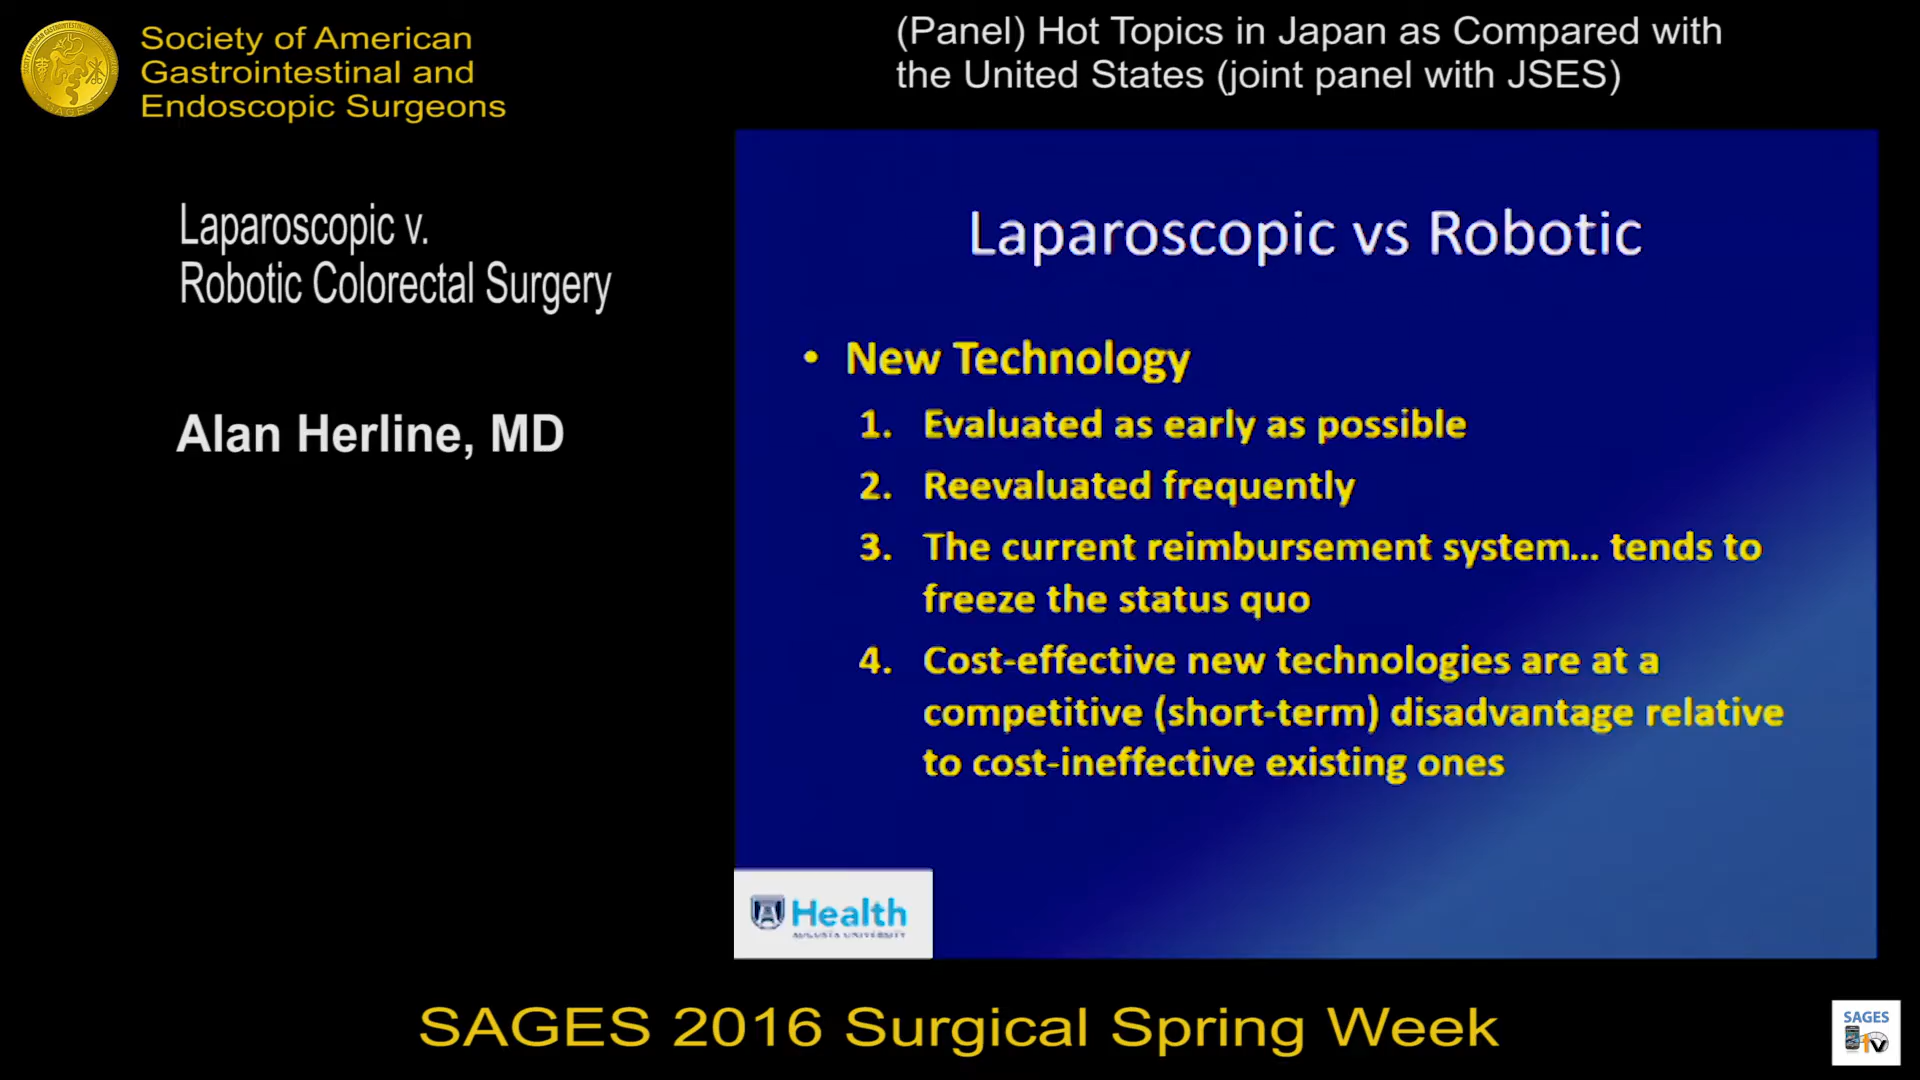 Society of American
Gastrointestinal and
Endoscopic Surgeons
(Panel) Hot Topics in Japan as Compared with
the United States (joint panel with JSES)
Laparoscopic v.
Robotic Colorectal Surgery
Alan Herline, MD
Laparoscopic vs Robotic
• New Technology
1. Evaluated as early as possible
2. Reevaluated frequently
3. The current reimbursement system... tends to
freeze the status quo
4. Cost-effective new technologies are at a
competitive (short-term) disadvantage relative
to cost-ineffective existing ones
Health
AUGUSTA UNIVERSITY
SAGES 2016 Surgical Spring Week
SAGES
TV